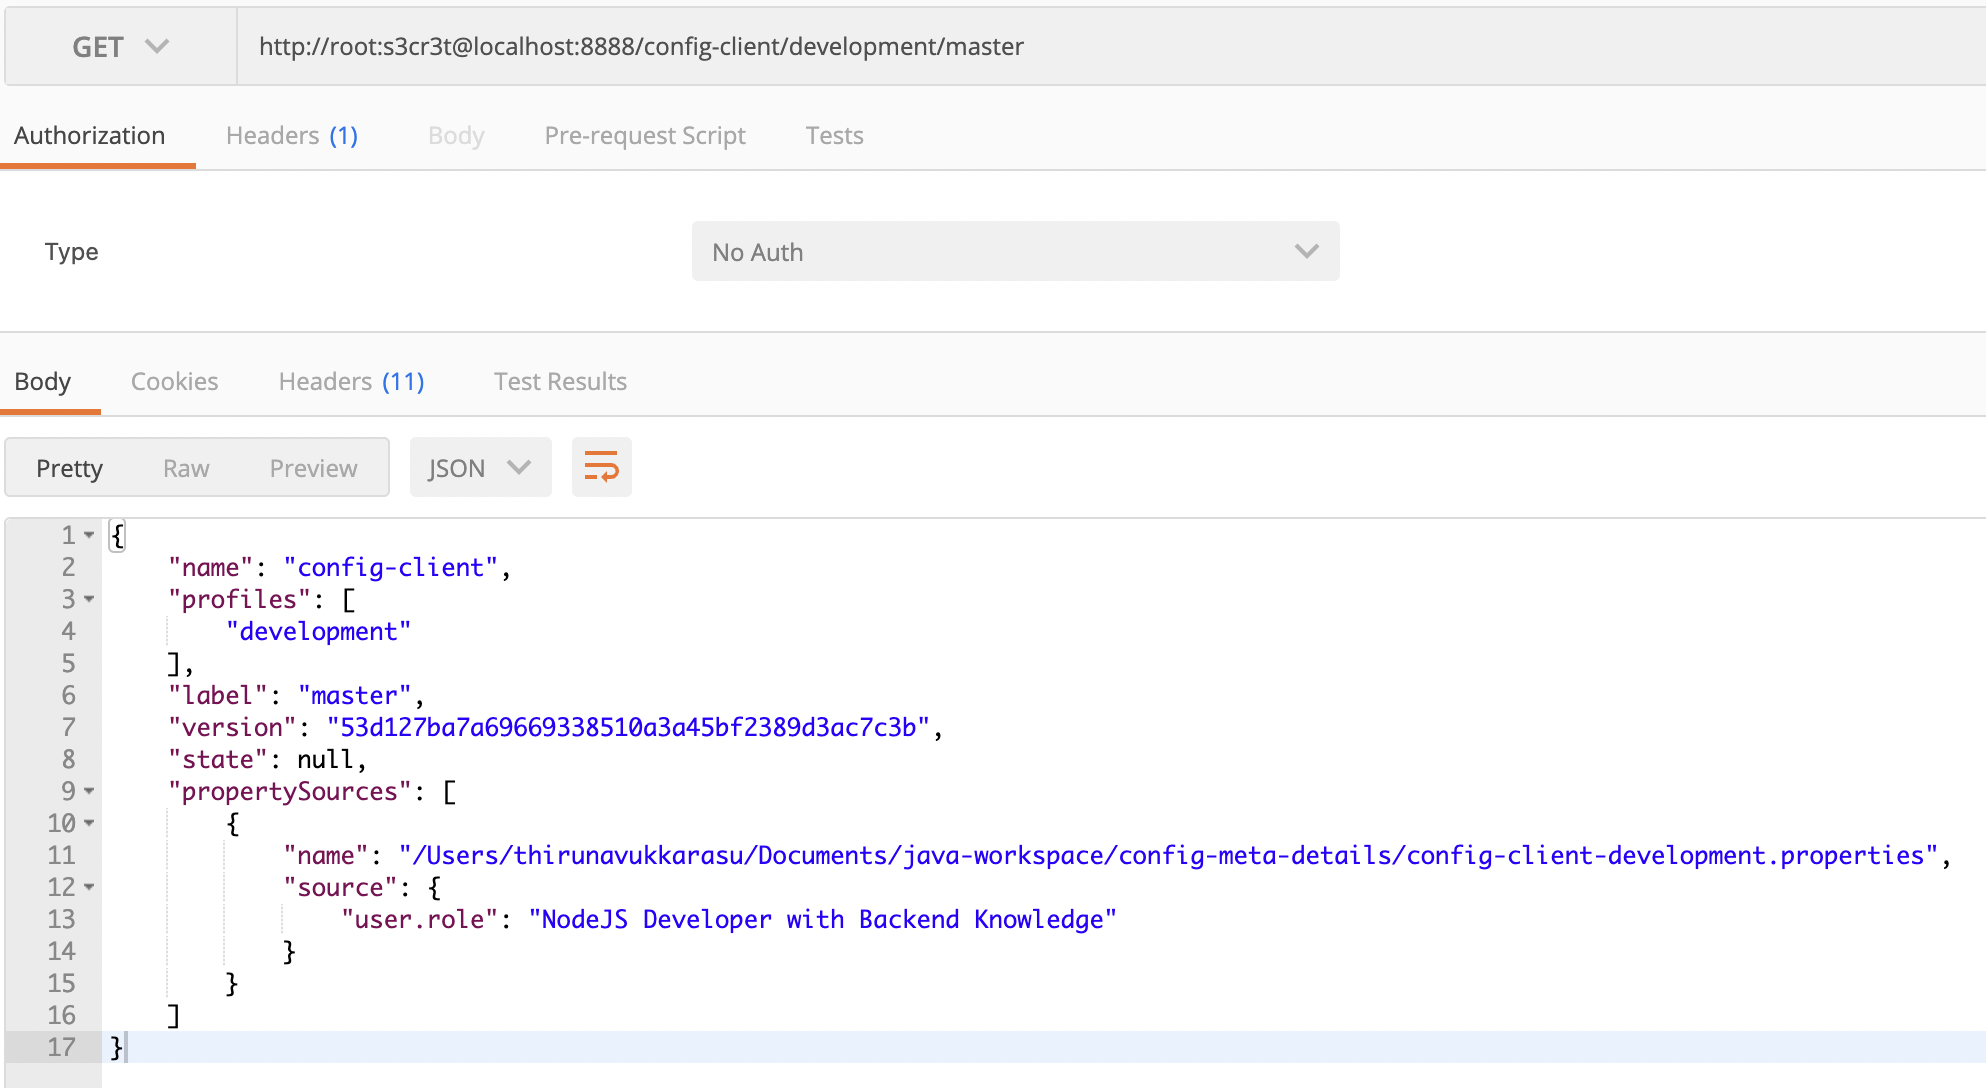 GET http://root:s3cr3t@localhost:8888/config-client/development/master
Authorization Headers (1) Body Pre-request Script Tests
Type No Auth
Body Cookies Headers (11) Test Results
Pretty Raw Preview JSON
1 {
2 "name": "config-client",
3 "profiles": [
4 "development"
5 ],
6 "label": "master",
7 "version": "53d127ba7a69669338510a3a45bf2389d3ac7c3b",
8 "state": null,
9 "propertySources": [
10 {
11 "name": "/Users/thirunavukkarasu/Documents/java-workspace/config-meta-details/config-client-development.properties",
12 "source": {
13 "user.role": "NodeJS Developer with Backend Knowledge"
14 }
15 }
16 ]
17 }